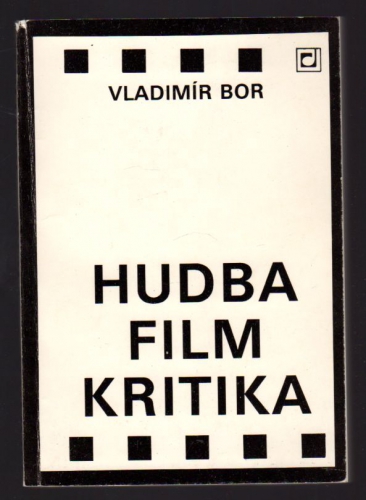 VLADIMÍR BOR
HUDBA
FILM
KRITIKA